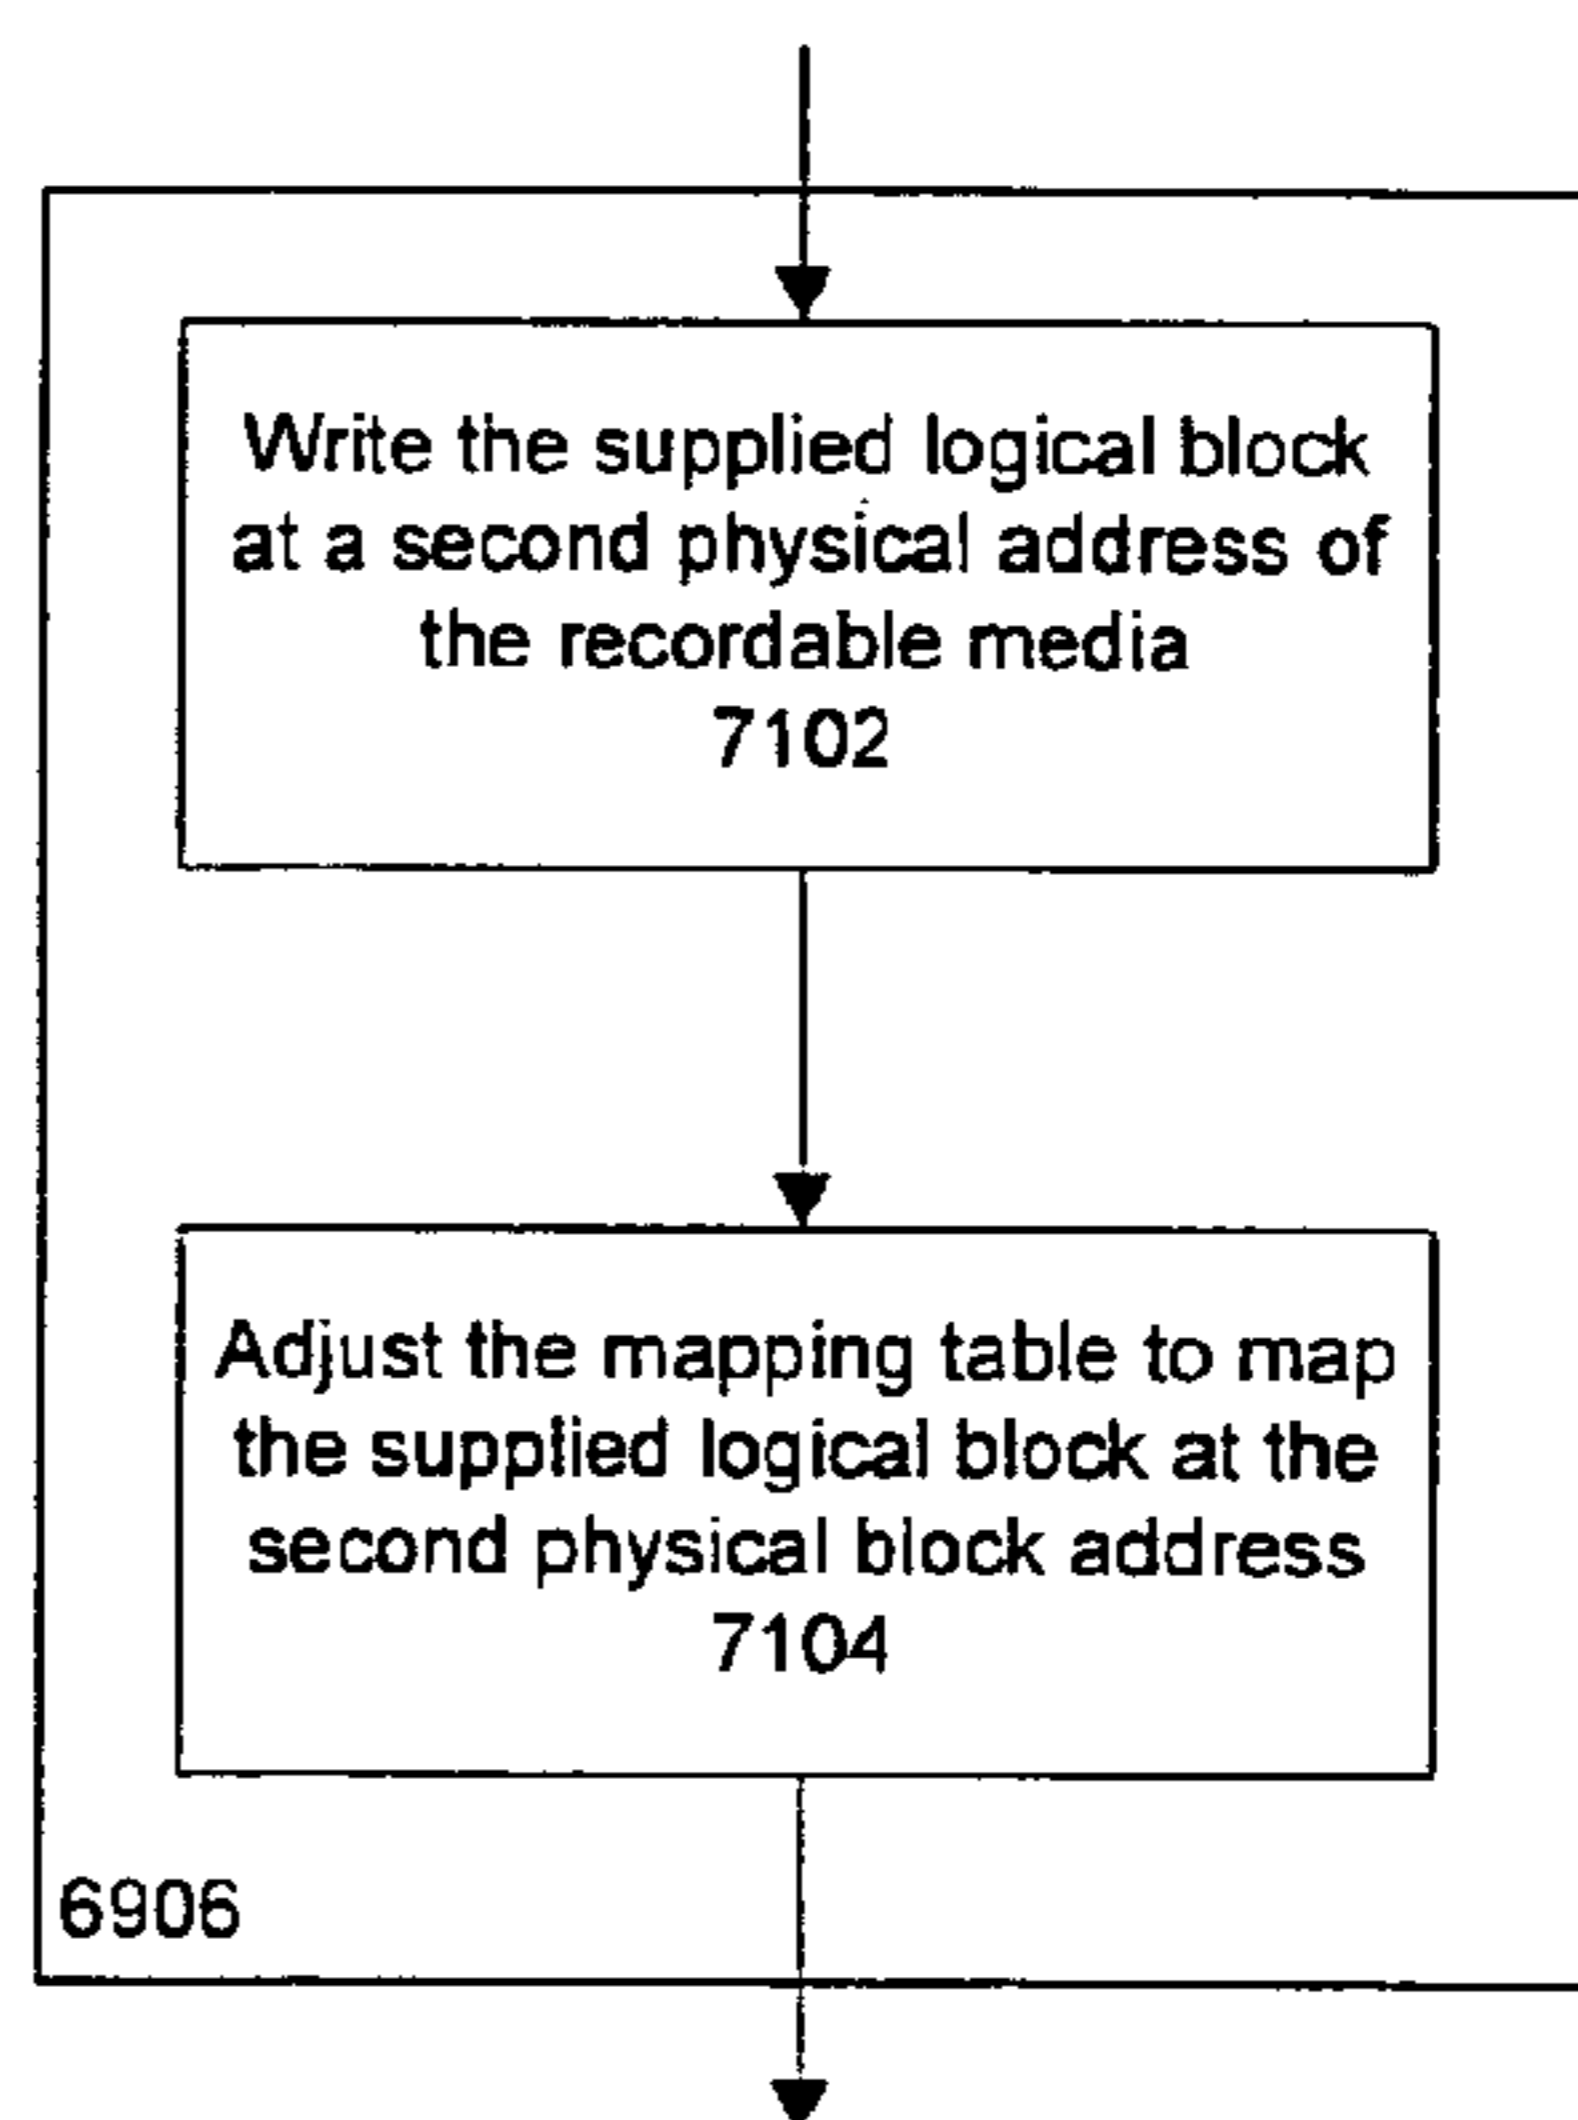 Write the supplied logical block
at a second physical address of
the recordable media
7102
Adjust the mapping table to map
the supplied logical block at the
second physical block address
7104
6906